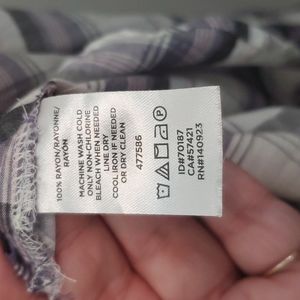 100% RAYON/RAYONNE/
RAYÓN
MACHINE WASH COLD
ONLY NON-CHLORINE
BLEACH WHEN NEEDED
LINE DRY
COOL IRON IF NEEDED
OR DRY CLEAN
477586
ID#70187
CA#57421
RN#140923